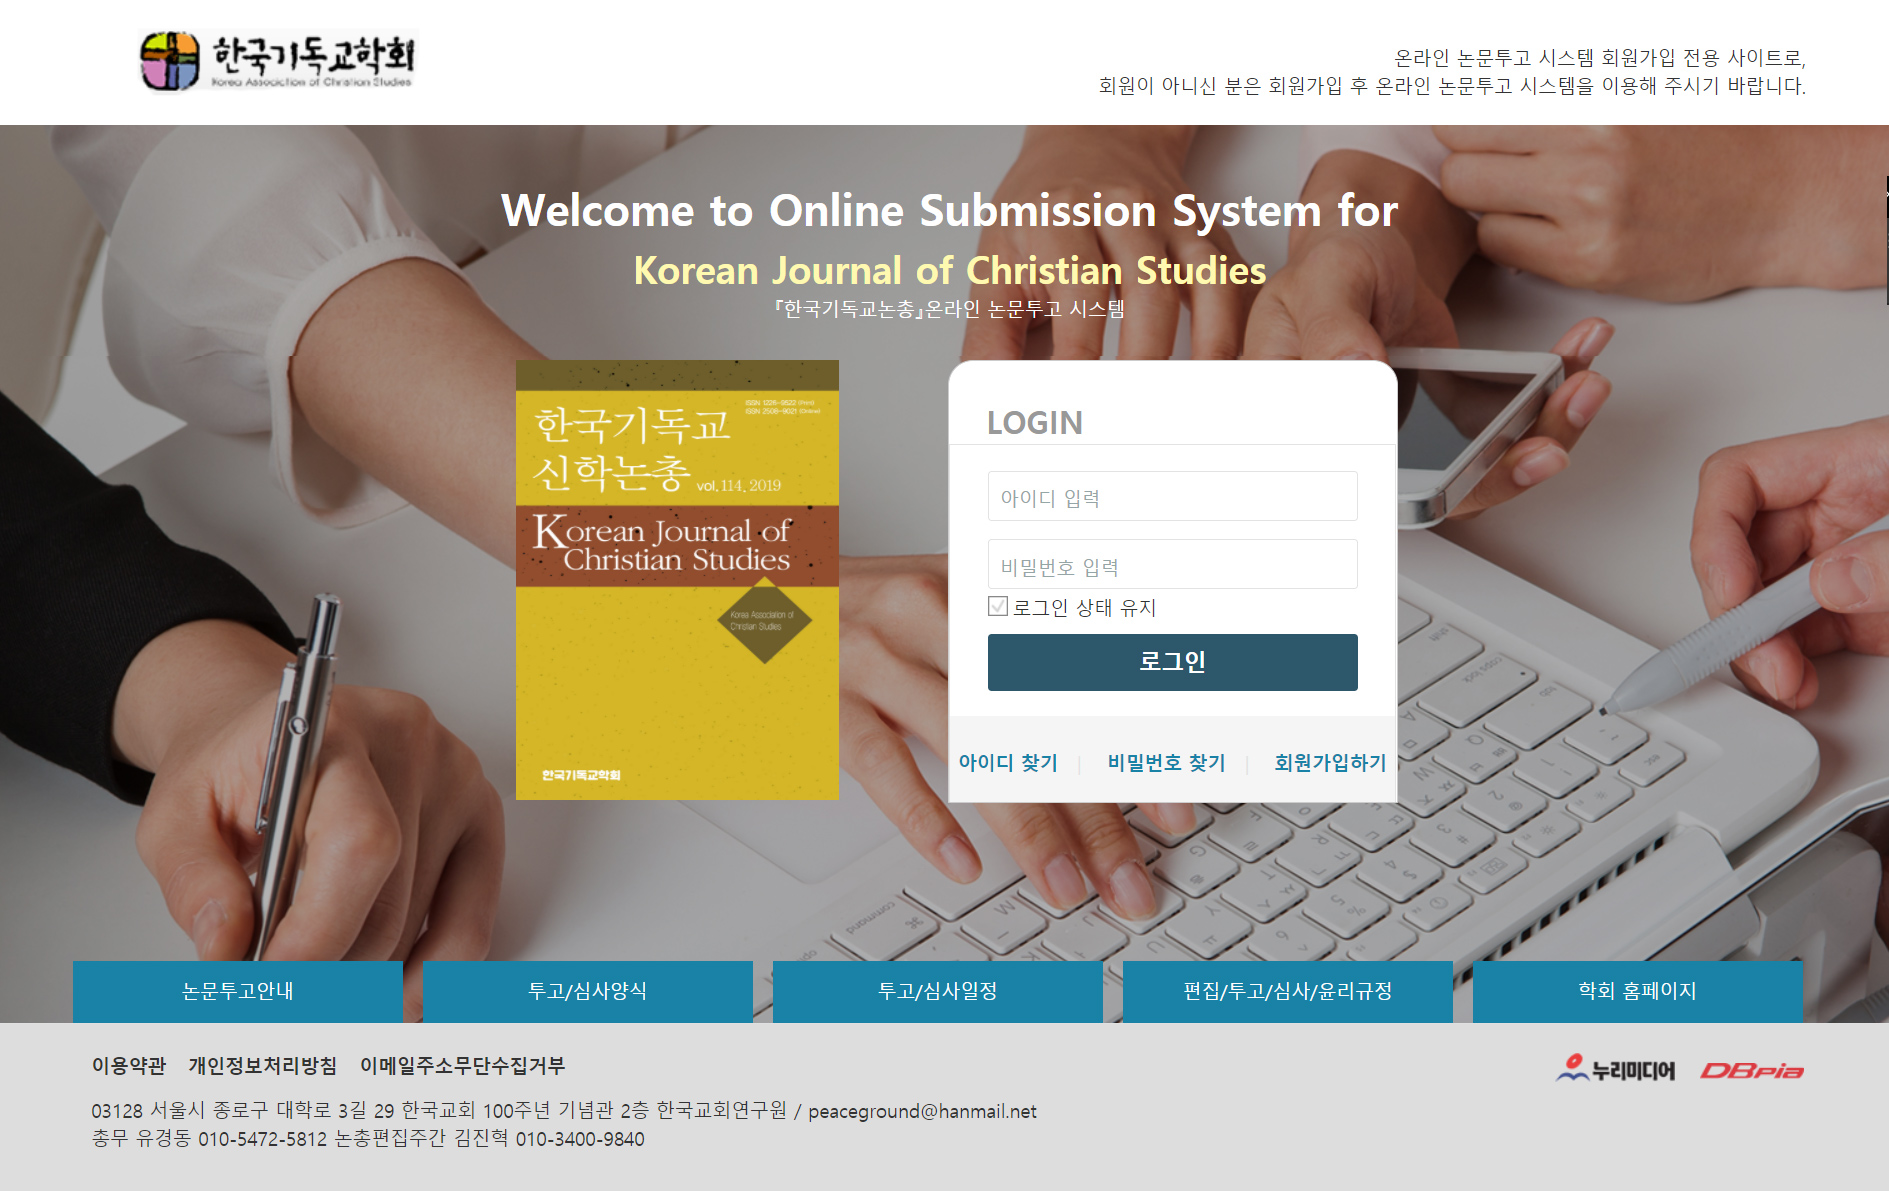 한국기독교학회
Korea Association of Christian Studies
온라인 논문투고 시스템 회원가입 전용 사이트로,
회원이 아니신 분은 회원가입 후 온라인 논문투고 시스템을 이용해 주시기 바랍니다.
Welcome to Online Submission System for
Korean Journal of Christian Studies
『한국기독교논총』온라인 논문투고 시스템
ISSN 1226-9522 (Print)
ISSN 2508-9021 (Online)
한국기독교
신학논총 vol. 114. 2019
Korean Journal of
Christian Studies
Korea Association of
Christian Studies
한국기독교학회
LOGIN
아이디 입력
비밀번호 입력
로그인 상태 유지
로그인
아이디 찾기 | 비밀번호 찾기 | 회원가입하기
caps lock
command
논문투고안내
투고/심사양식
투고/심사일정
편집/투고/심사/윤리규정
학회 홈페이지
이용약관 개인정보처리방침 이메일주소무단수집거부
누리미디어 DBpia
03128 서울시 종로구 대학로 3길 29 한국교회 100주년 기념관 2층 한국교회연구원 / peaceground@hanmail.net
총무 유경동 010-5472-5812 논총편집주간 김진혁 010-3400-9840